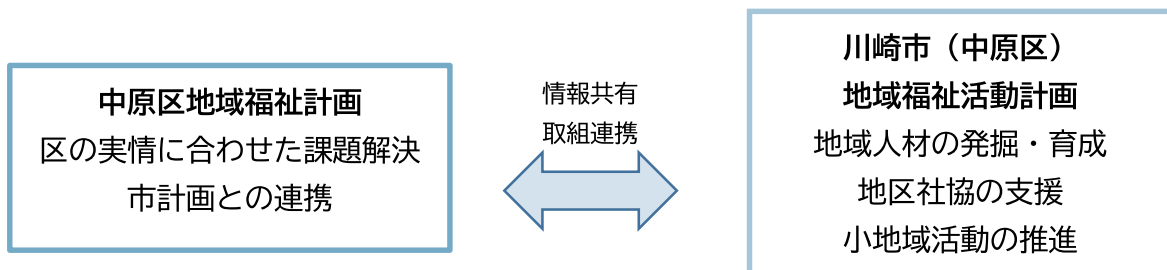 中原区地域福祉計画
区の実情に合わせた課題解決
市計画との連携
情報共有
取組連携
川崎市（中原区）
地域福祉活動計画
地域人材の発掘・育成
地区社協の支援
小地域活動の推進